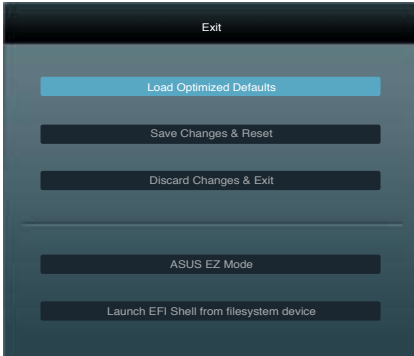 Exit
Load Optimized Defaults
Save Changes & Reset
Discard Changes & Exit
ASUS EZ Mode
Launch EFI Shell from filesystem device